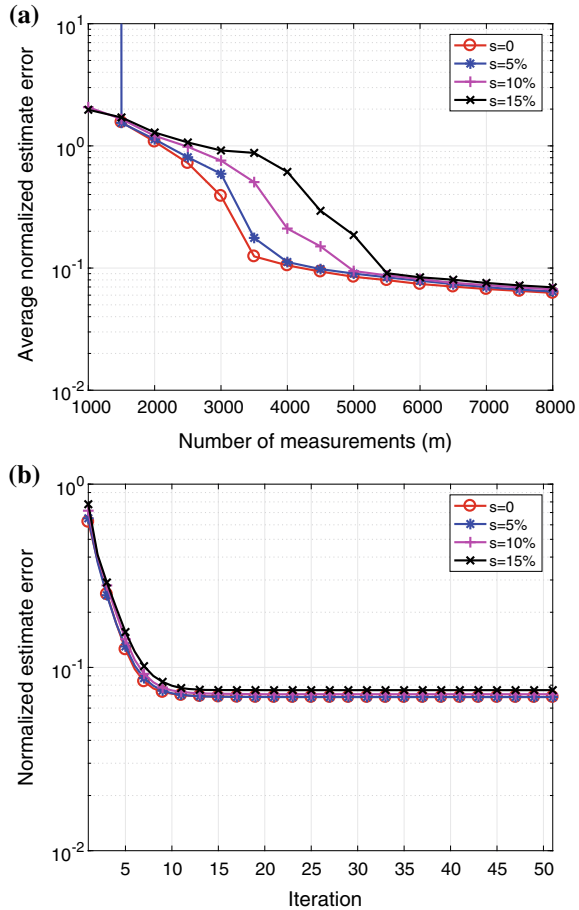 (a)
10^1
10^0
10^-1
10^-2
Average normalized estimate error
s=0
s=5%
s=10%
s=15%
1000 2000 3000 4000 5000 6000 7000 8000
Number of measurements (m)
(b)
10^0
10^-1
10^-2
Normalized estimate error
s=0
s=5%
s=10%
s=15%
5 10 15 20 25 30 35 40 45 50
Iteration